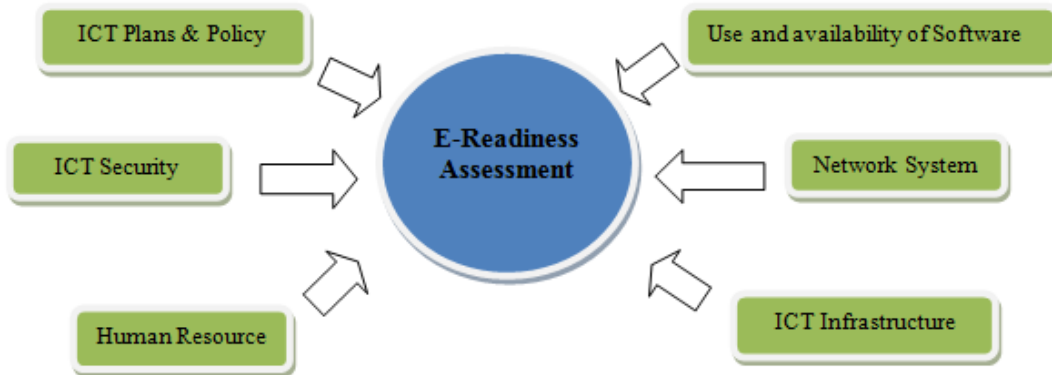 ICT Plans & Policy
Use and availability of Software
E-Readiness
Assessment
ICT Security
Network System
Human Resource
ICT Infrastructure